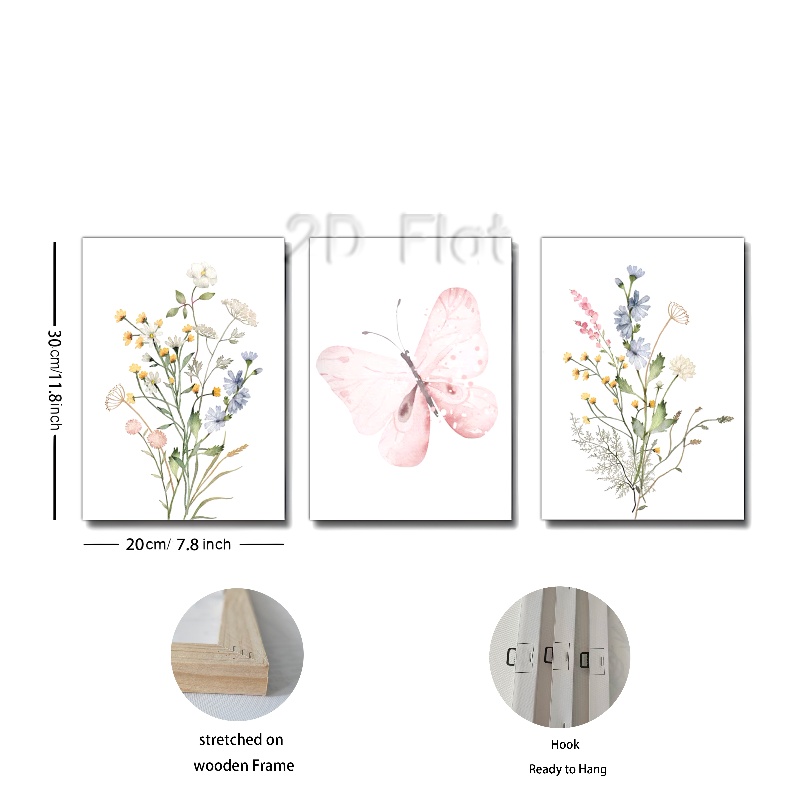 2D Flat
30cm/11.8inch
20cm/ 7.8 inch
stretched on
wooden Frame
Hook
Ready to Hang